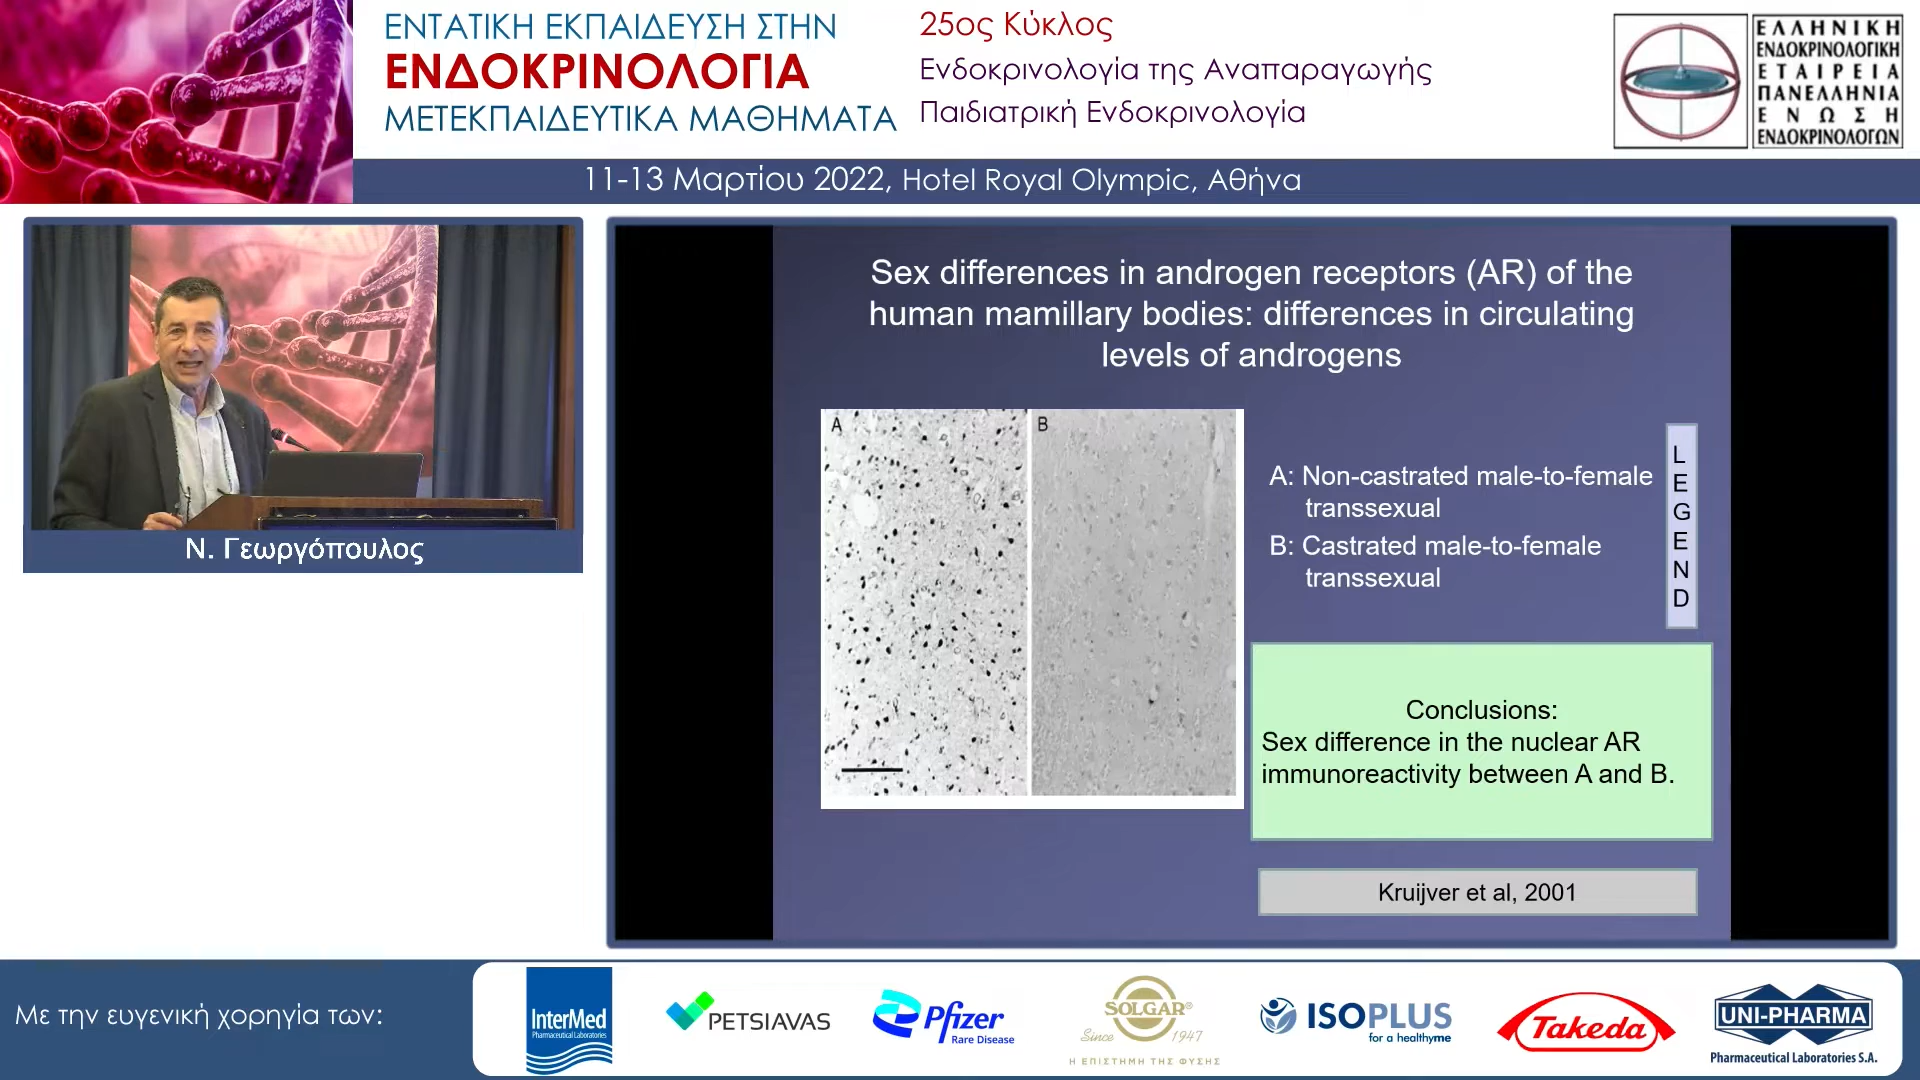 ΕΝΤΑΤΙΚΗ ΕΚΠΑΙΔΕΥΣΗ ΣΤΗΝ
ΕΝΔΟΚΡΙΝΟΛΟΓΙΑ
ΜΕΤΕΚΠΑΙΔΕΥΤΙΚΑ ΜΑΘΗΜΑΤΑ
25ος Κύκλος
Ενδοκρινολογία της Αναπαραγωγής
Παιδιατρική Ενδοκρινολογία
ΕΛΛΗΝΙΚΗ
ΕΝΔΟΚΡΙΝΟΛΟΓΙΚΗ
ΕΤΑΙΡΕΙΑ
ΠΑΝΕΛΛΗΝΙΑ
ΕΝΩΣΗ
ΕΝΔΟΚΡΙΝΟΛΟΓΩΝ
11-13 Μαρτίου 2022, Hotel Royal Olympic, Αθήνα
Ν. Γεωργόπουλος
Sex differences in androgen receptors (AR) of the
human mamillary bodies: differences in circulating
levels of androgens
A
B
A: Non-castrated male-to-female
transsexual
B: Castrated male-to-female
transsexual
L
E
G
E
N
D
Conclusions:
Sex difference in the nuclear AR
immunoreactivity between A and B.
Kruijver et al, 2001
Με την ευγενική χορηγία των:
InterMed
Pharmaceutical Laboratories
PETSIAVAS
Pfizer
Rare Disease
SOLGAR®
Since 1947
Η ΕΠΙΣΤΗΜΗ ΤΗΣ ΦΥΣΗΣ
ISOPLUS
for a healthyme
Takeda
UNI-PHARMA
Pharmaceutical Laboratories S.A.